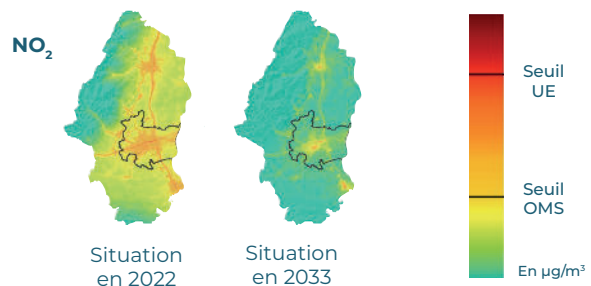 NO₂
Situation
en 2022
Situation
en 2033
Seuil
UE
Seuil
OMS
En µg/m³